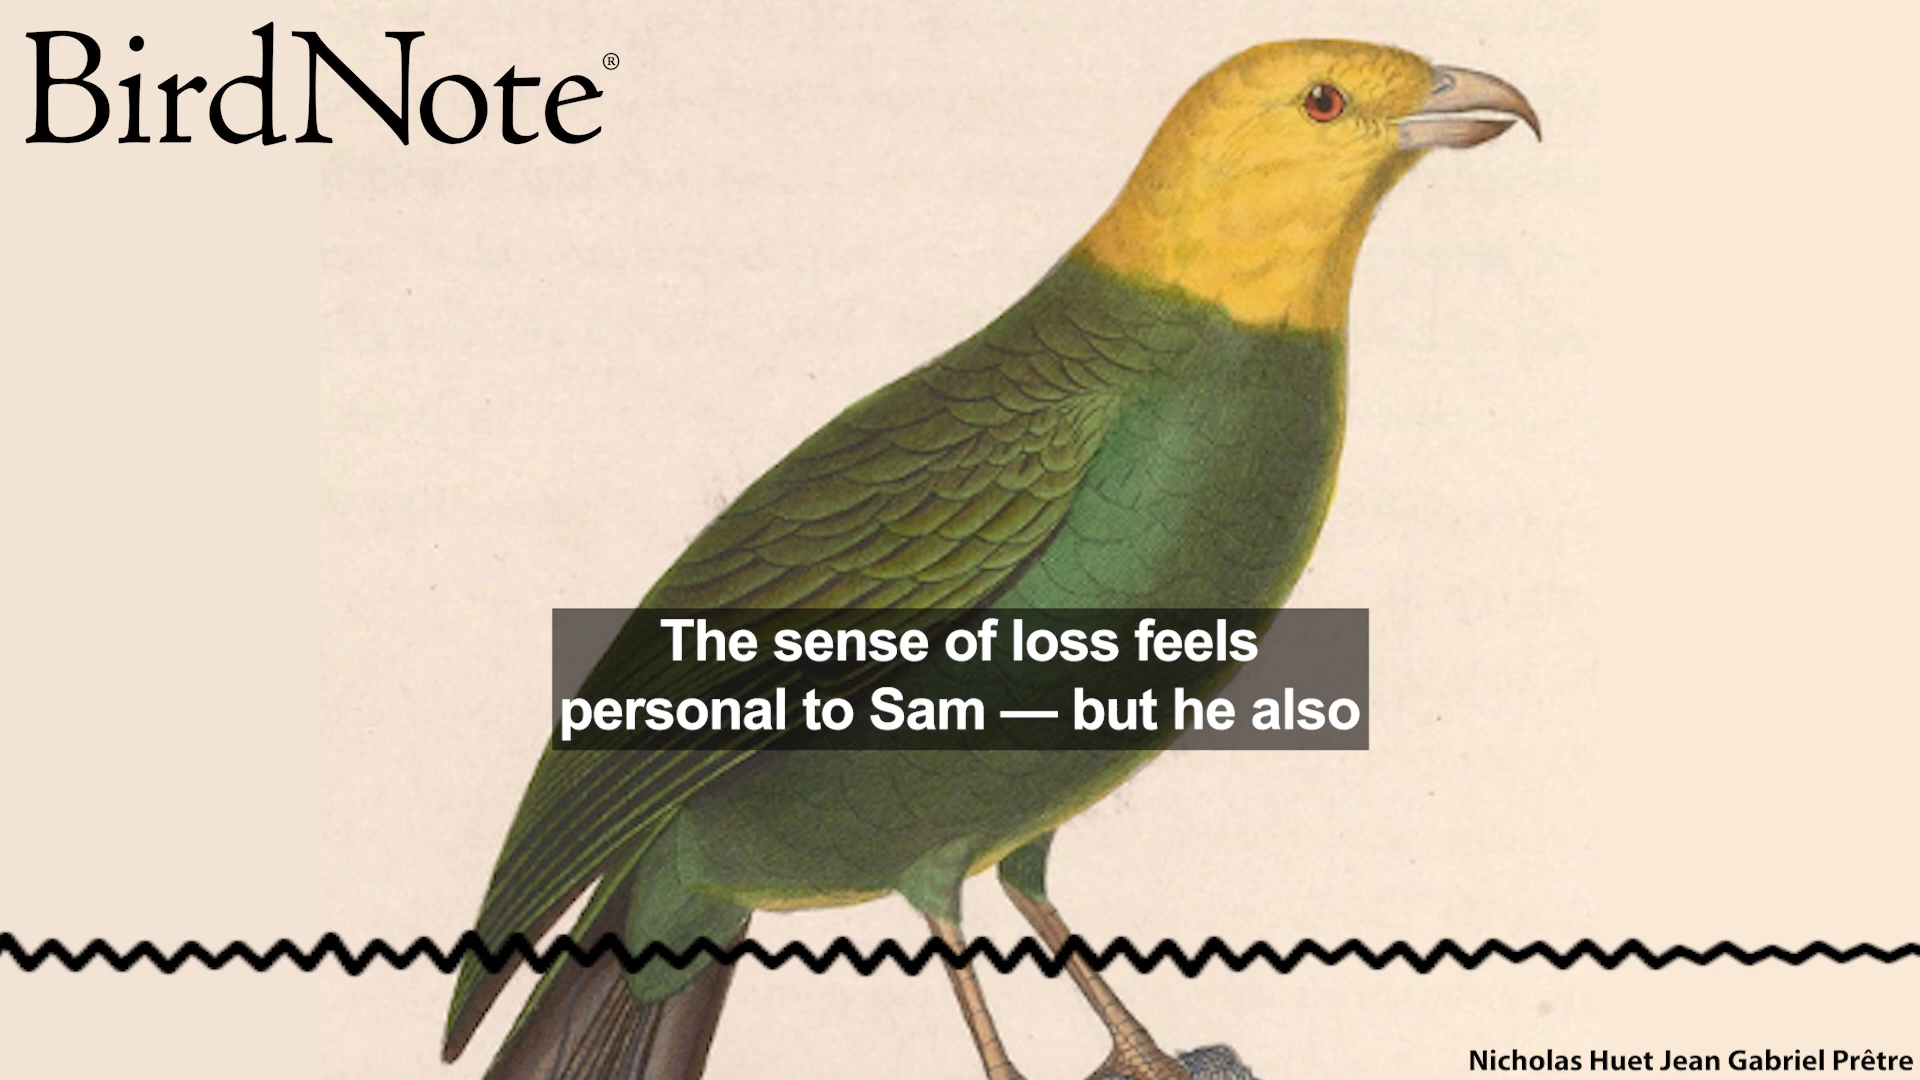 BirdNote®
The sense of loss feels
personal to Sam — but he also
Nicholas Huet Jean Gabriel Prêtre